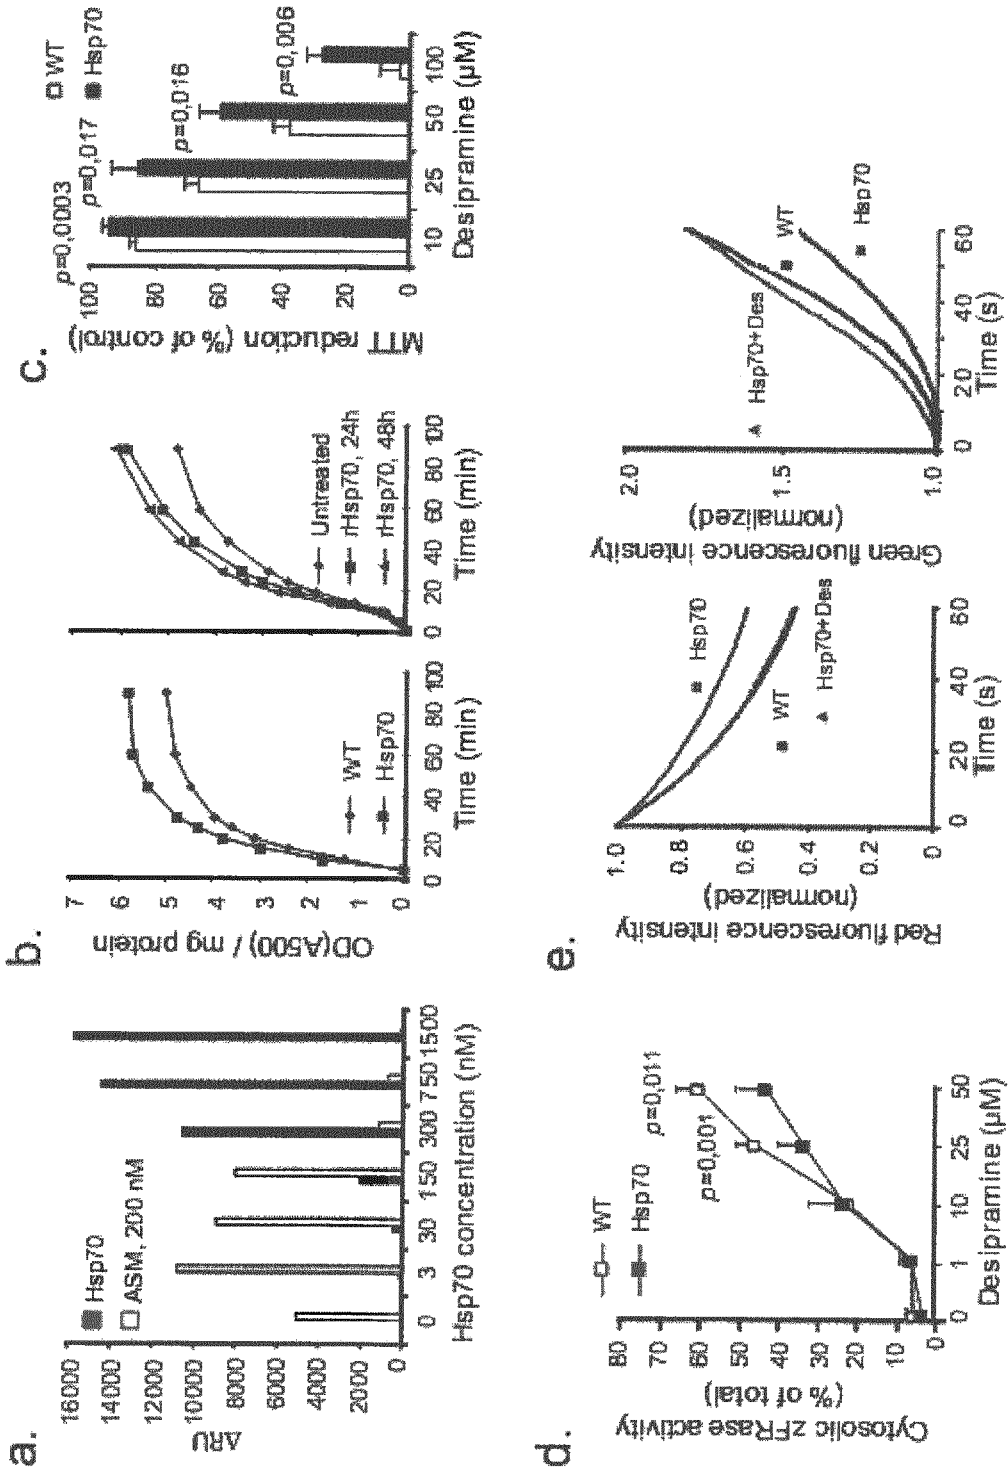 a.
ΔRU
16000
14000
12000
10000
8000
6000
4000
2000
0
Hsp70
ASM, 200 nM
0 3 30 150 300 750 1500
Hsp70 concentration (nM)
b.
OD(A500) / mg protein
7
6
5
4
3
2
1
0
WT
Hsp70
0 20 40 60 80 100
Time (min)
Untreated
rHsp70, 24h
rHsp70, 48h
0 20 40 60 80 100
Time (min)
c.
MTT reduction (% of control)
100
80
60
40
20
0
p=0,0003
p=0,017
p=0,016
p=0,006
WT
Hsp70
10 25 50 100
Desipramine (µM)
d.
Cytosolic zFRase activity
(% of total)
80
70
60
50
40
30
20
10
0
WT
Hsp70
p=0,001
p=0,011
0 1 10 25 50
Desipramine (µM)
e.
Red fluorescence intensity
(normalized)
1.0
0.8
0.6
0.4
0.2
0
Hsp70
WT
Hsp70+Des
0 20 40 60
Time (s)
Green fluorescence intensity
(normalized)
2.0
1.5
1.0
Hsp70+Des
WT
Hsp70
0 20 40 60
Time (s)